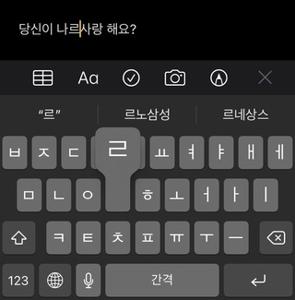 당신이 나르사랑 해요?
Aa
“르” 르노삼성 르네상스
ㅂ ㅈ ㄷ 르 ㅛ ㅕ ㅑ ㅐ ㅔ
ㅁ ㄴ ㅇ ㅎ ㅗ ㅓ ㅏ ㅣ
ㅋ ㅌ ㅊ ㅍ ㅠ ㅜ ㅡ
123 간격